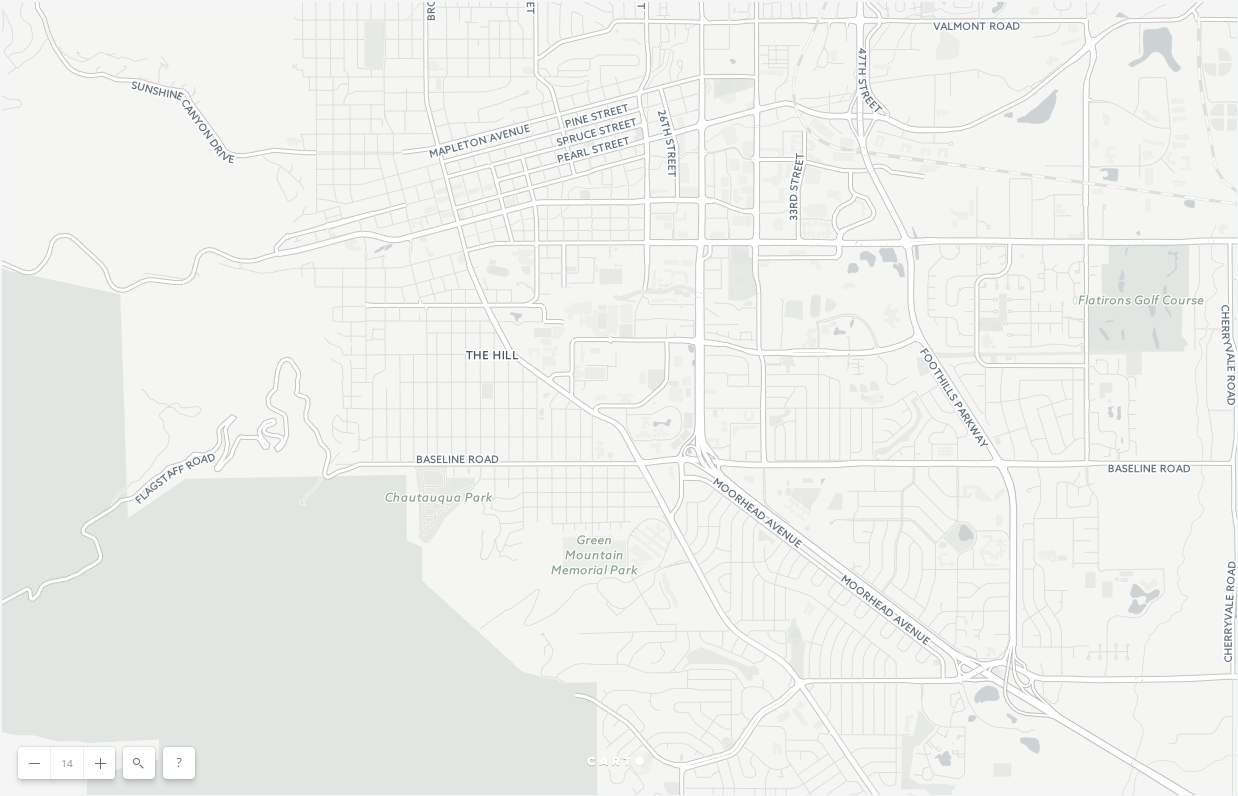 BRO
ET
T
VALMONT ROAD
SUNSHINE CANYON DRIVE
47TH STREET
PINE STREET
MAPLETON AVENUE
SPRUCE STREET
PEARL STREET
26TH STREET
33RD STREET
Flatirons Golf Course
CHERRYVALE ROAD
THE HILL
FOOTHILLS PARKWAY
FLAGSTAFF ROAD
BASELINE ROAD
BASELINE ROAD
Chautauqua Park
MOORHEAD AVENUE
Green
Mountain
Memorial Park
MOORHEAD AVENUE
CHERRYVALE ROAD
14
?
CARTO